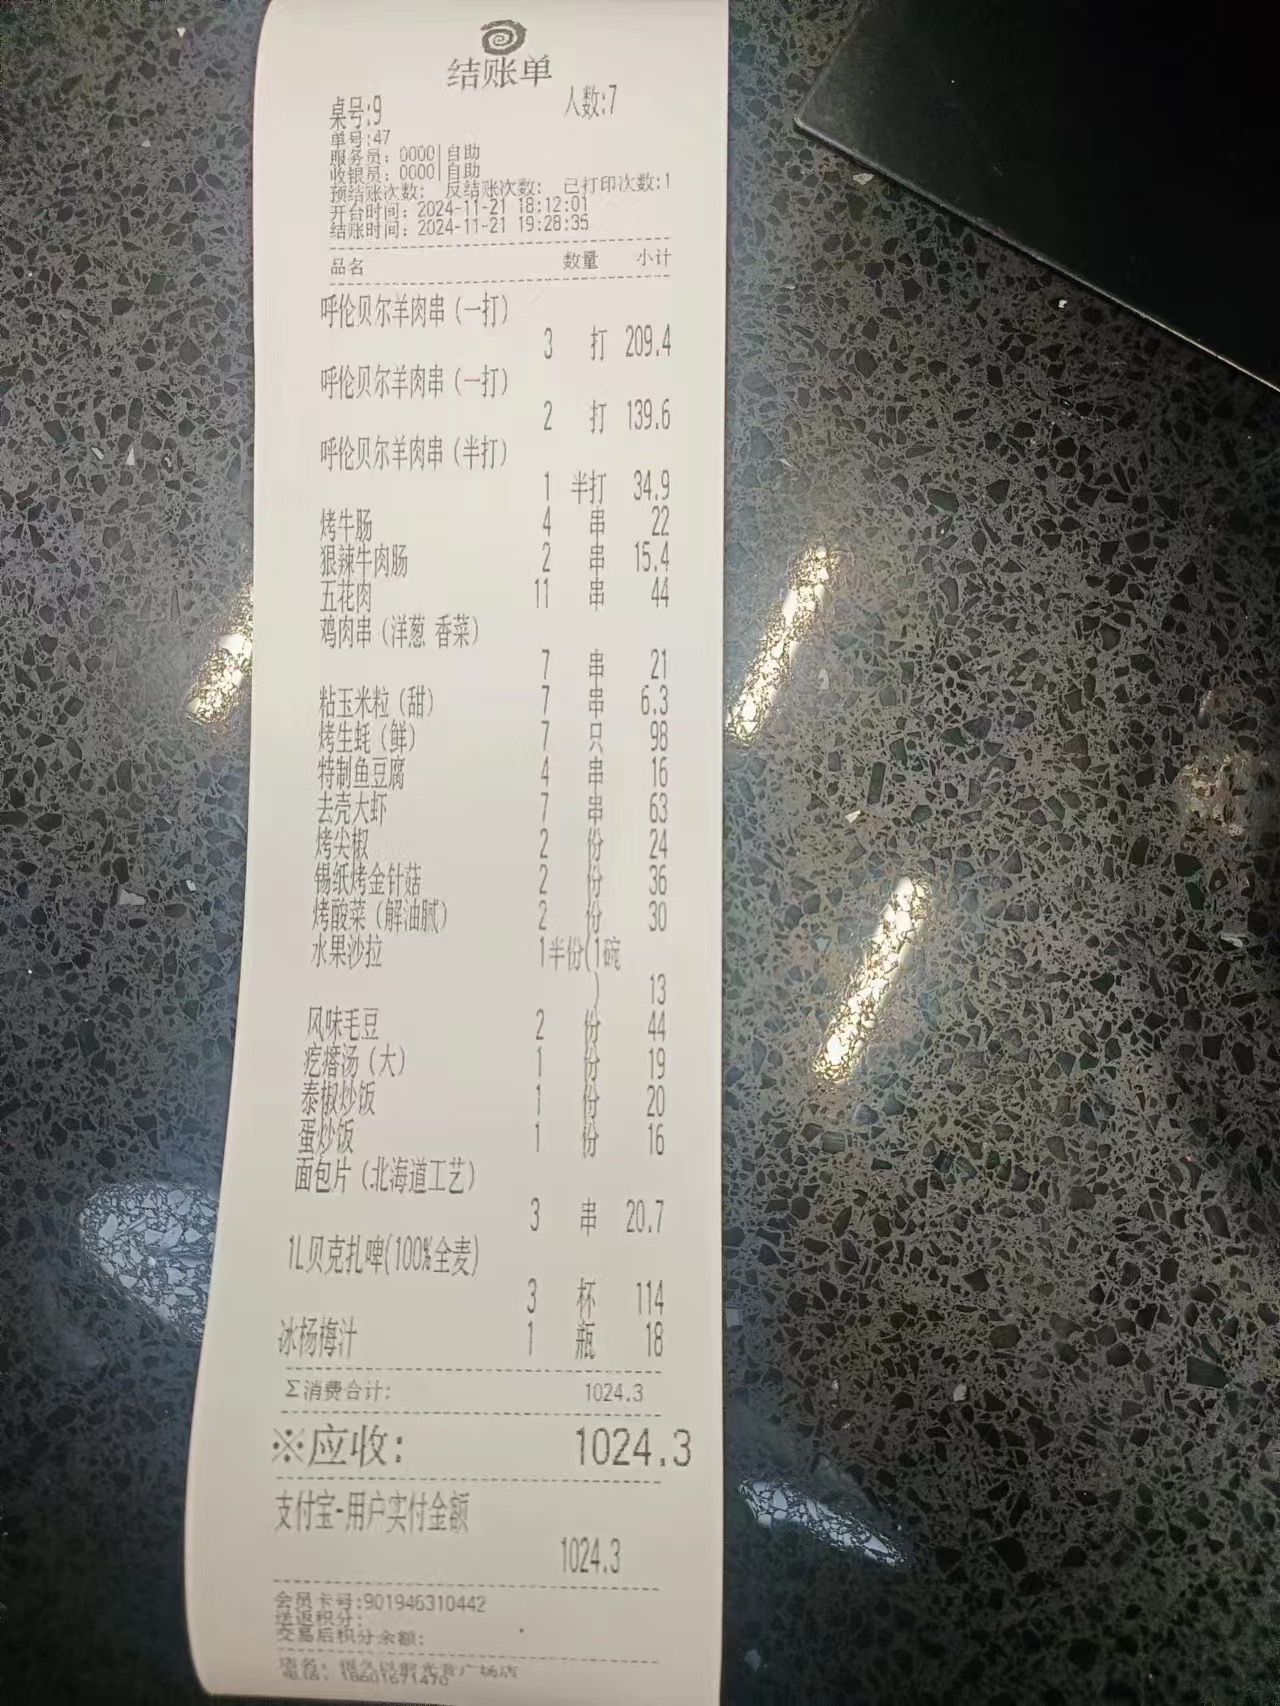 结账单
桌号:9 人数:7
单号:47
服务员: 0000|自助
收银员: 0000|自助
预结账次数: 反结账次数: 已打印次数:1
开台时间: 2024-11-21 18:12:01
结账时间: 2024-11-21 19:28:35
品名 数量 小计
呼伦贝尔羊肉串(一打)
3 打 209.4
呼伦贝尔羊肉串(一打)
2 打 139.6
呼伦贝尔羊肉串(半打)
1 半打 34.9
烤牛肠 4 串 22
狠辣牛肉肠 2 串 15.4
五花肉 11 串 44
鸡肉串(洋葱 香菜)
7 串 21
粘玉米粒(甜) 7 串 6.3
烤生蚝(鲜) 7 只 98
特制鱼豆腐 4 串 16
去壳大虾 7 串 63
烤尖椒 2 份 24
锡纸烤金针菇 2 份 36
烤酸菜(解油腻) 2 份 30
水果沙拉 1半份(1碗
) 13
风味毛豆 2 份 44
疙瘩汤(大) 1 份 19
泰椒炒饭 1 份 20
蛋炒饭 1 份 16
面包片(北海道工艺)
3 串 20.7
1L贝克扎啤(100%全麦)
3 杯 114
冰杨梅汁 1 瓶 18
Σ消费合计: 1024.3
※应收: 1024.3
支付宝-用户实付金额
1024.3
会员卡号:901946310442
送返积分:
交易后积分余额:
广场店